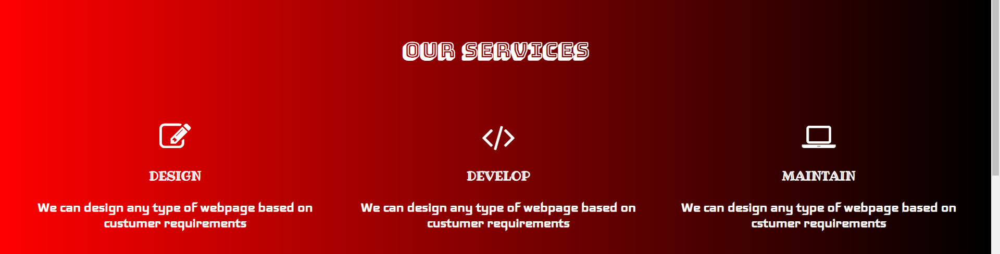 OUR SERVICES
DESIGN
We can design any type of webpage based on
custumer requirements
DEVELOP
We can design any type of webpage based on
custumer requirements
MAINTAIN
We can design any type of webpage based on
cstumer requirements